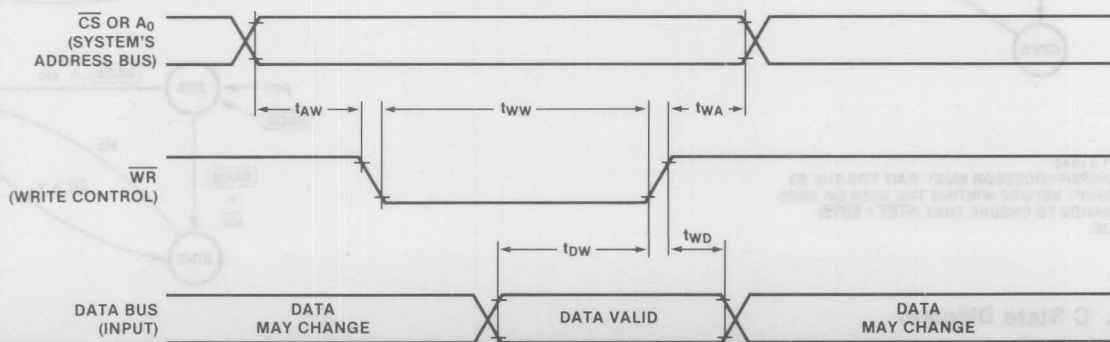 CS OR A0
(SYSTEM'S
ADDRESS BUS)
tAW
tWW
tWA
WR
(WRITE CONTROL)
tDW
tWD
DATA BUS
(INPUT)
DATA
MAY CHANGE
DATA VALID
DATA
MAY CHANGE